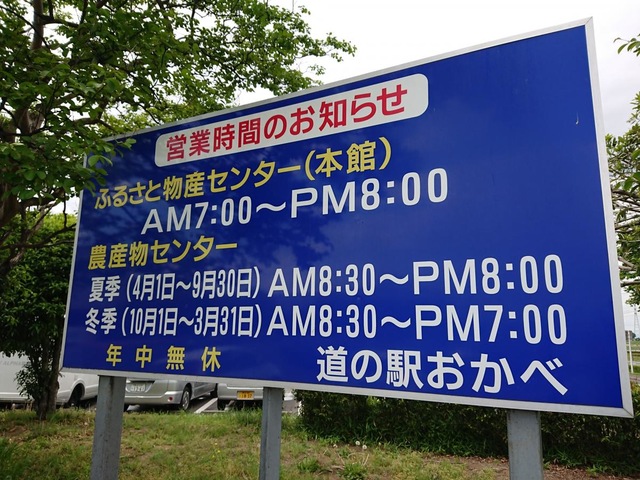 営業時間のお知らせ
ふるさと物産センター(本館)
AM7:00～PM8:00
農産物センター
夏季(4月1日～9月30日)AM8:30～PM8:00
冬季(10月1日～3月31日)AM8:30～PM7:00
年中無休 道の駅おかべ